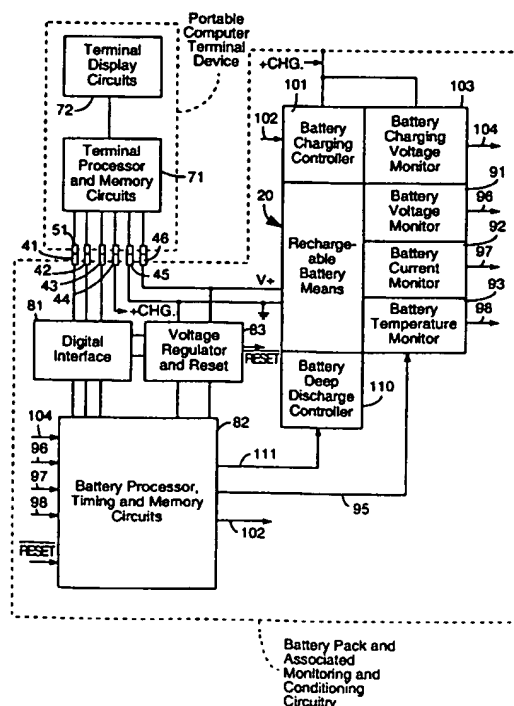 Portable
Computer
Terminal
Device
Terminal
Display
Circuits
72
+CHG.
101
103
102
Battery
Charging
Controller
Battery
Charging
Voltage
Monitor
104
Terminal
Processor
and Memory
Circuits
71
91
Battery
Voltage
Monitor
96
20
92
51
41
46
42
43
44
45
Recharge-
able
Battery
Means
Battery
Current
Monitor
97
93
V+
+CHG.
81
83
Battery
Temperature
Monitor
98
Digital
Interface
Voltage
Regulator
and Reset
RESET
Battery
Deep
Discharge
Controller
110
82
104
96
97
98
RESET
Battery Processor,
Timing and Memory
Circuits
111
95
102
Battery Pack and
Associated
Monitoring and
Conditioning
Circuitry